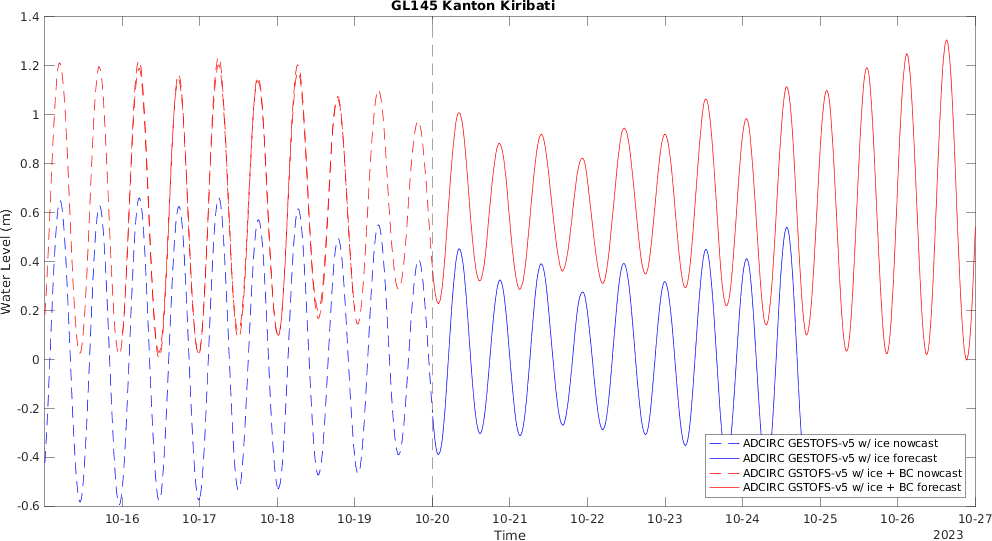 GL145 Kanton Kiribati
1.4
1.2
1
0.8
0.6
0.4
0.2
0
-0.2
-0.4
-0.6
Water Level (m)
ADCIRC GESTOFS-v5 w/ ice nowcast
ADCIRC GESTOFS-v5 w/ ice forecast
ADCIRC GSTOFS-v5 w/ ice + BC nowcast
ADCIRC GSTOFS-v5 w/ ice + BC forecast
10-16 10-17 10-18 10-19 10-20 10-21 10-22 10-23 10-24 10-25 10-26 10-27
Time
2023